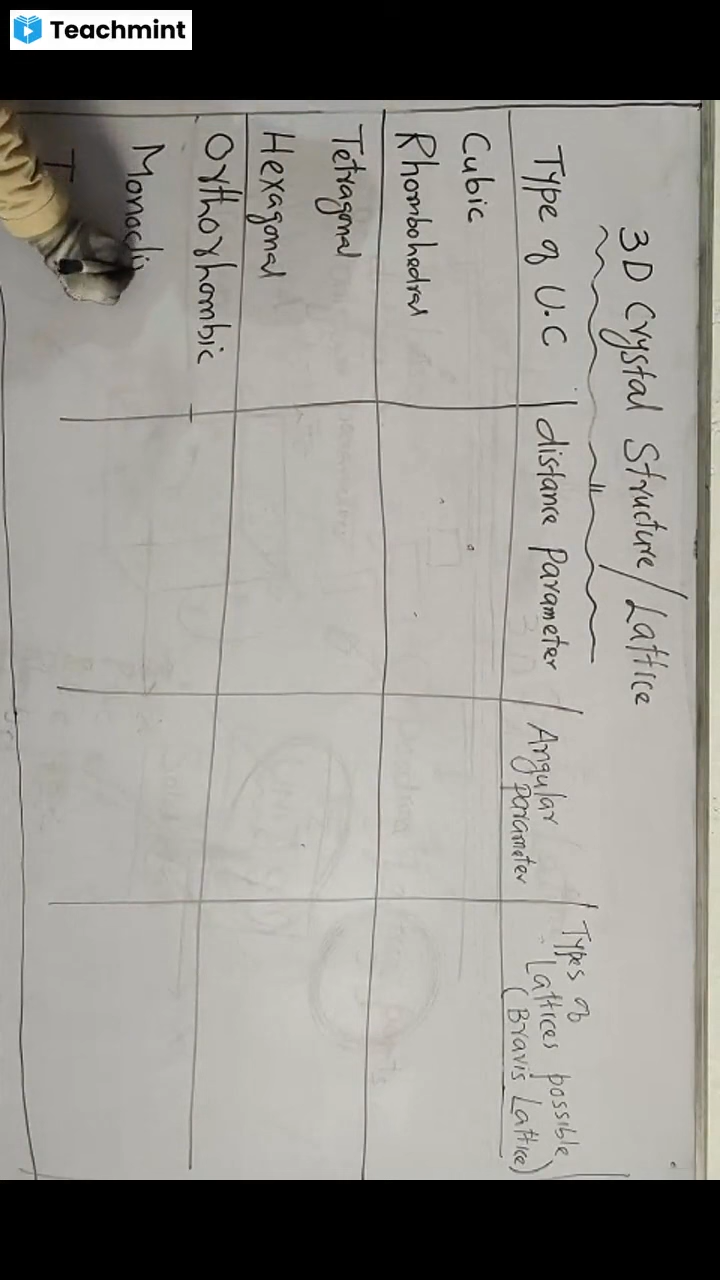 Teachmint
3D Crystal Structure/Lattice
Type of U.C
distance Parameter
Angular
Parameter
Types of
Lattices possible
(Bravis Lattice)
Cubic
Rhombohedral
Tetragonal
Hexagonal
Orthorhombic
Monocli
T